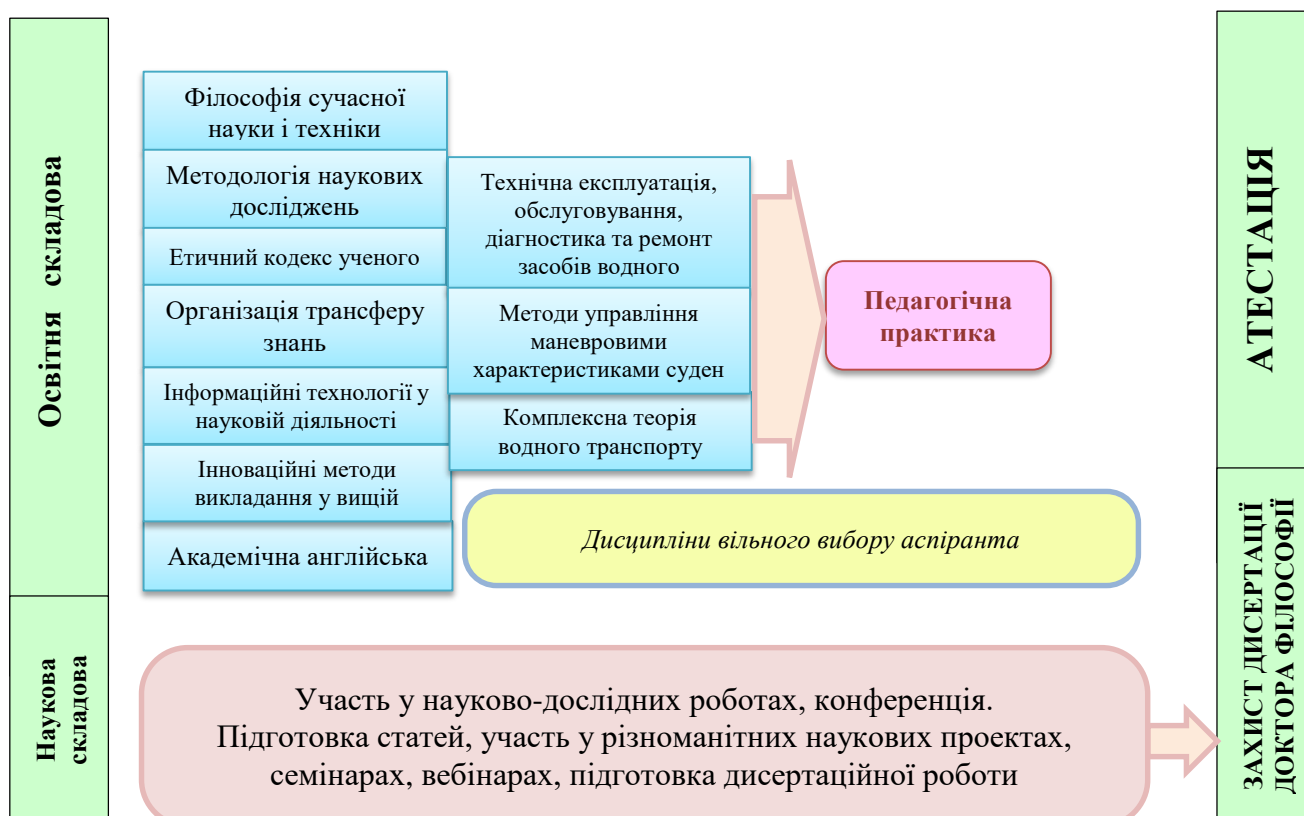 Освітня складова
Філософія сучасної
науки і техніки
Методологія наукових
досліджень
Етичний кодекс ученого
Організація трансферу
знань
Інформаційні технології у
науковій діяльності
Інноваційні методи
викладання у вищій
Академічна англійська
Технічна експлуатація,
обслуговування,
діагностика та ремонт
засобів водного
Методи управління
маневровими
характеристиками суден
Комплексна теорія
водного транспорту
Педагогічна
практика
Дисципліни вільного вибору аспіранта
АТЕСТАЦІЯ
Наукова
складова
Участь у науково-дослідних роботах, конференція.
Підготовка статей, участь у різноманітних наукових проектах,
семінарах, вебінарах, підготовка дисертаційної роботи
ЗАХИСТ ДИСЕРТАЦІЇ
ДОКТОРА ФІЛОСОФІЇ